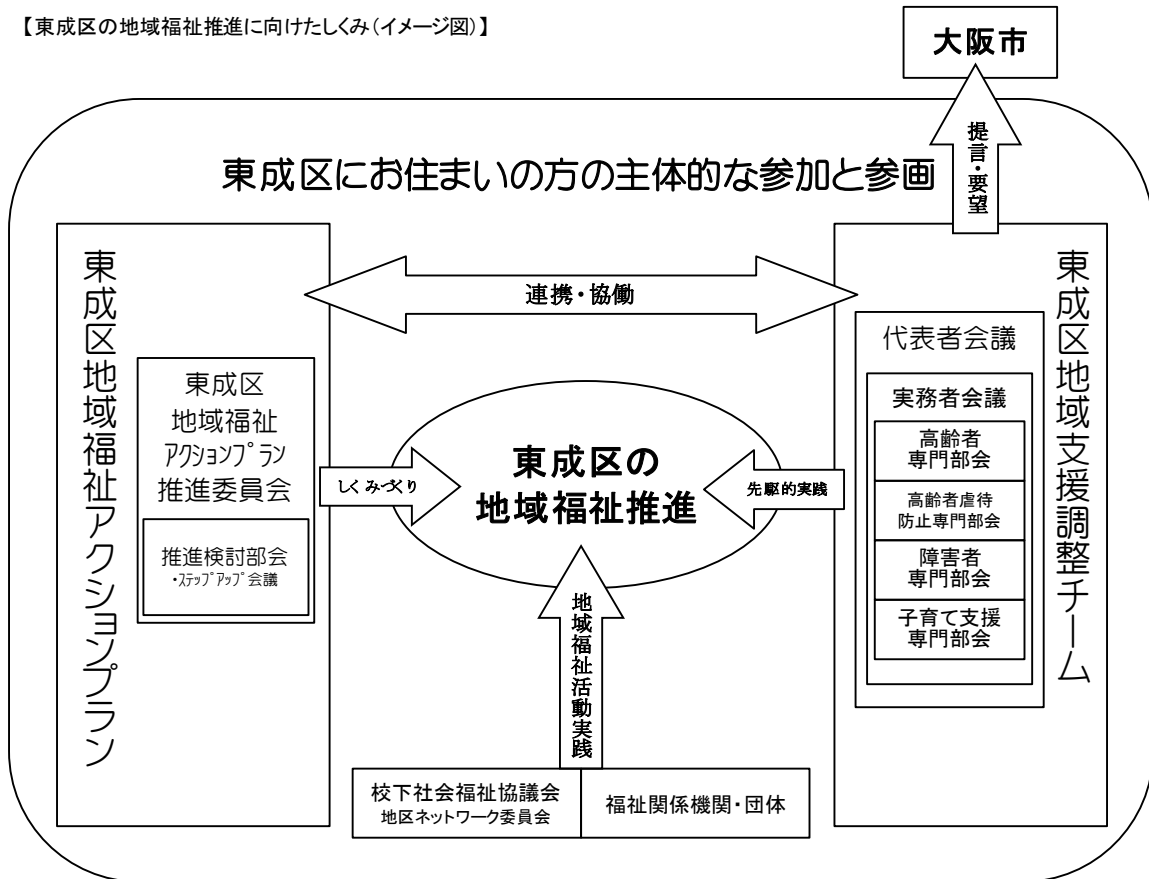 【東成区の地域福祉推進に向けたしくみ(イメージ図)】
大阪市
提言・要望
東成区にお住まいの方の主体的な参加と参画
東成区地域福祉アクションプラン
東成区
地域福祉
アクションプラン
推進委員会
推進検討部会
・ステップアップ会議
連携・協働
しくみづくり
東成区の
地域福祉推進
先駆的実践
地域福祉活動実践
校下社会福祉協議会
地区ネットワーク委員会
福祉関係機関・団体
東成区地域支援調整チーム
代表者会議
実務者会議
高齢者
専門部会
高齢者虐待
防止専門部会
障害者
専門部会
子育て支援
専門部会